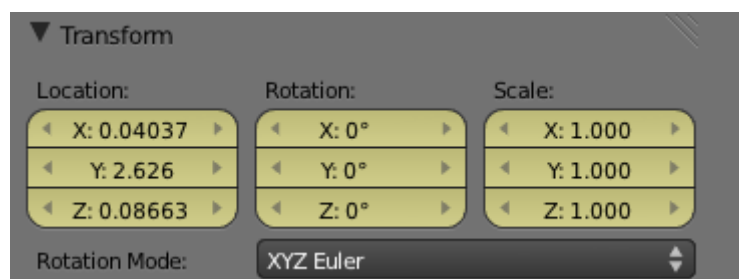 Transform
Location: Rotation: Scale:
X: 0.04037 X: 0° X: 1.000
Y: 2.626 Y: 0° Y: 1.000
Z: 0.08663 Z: 0° Z: 1.000
Rotation Mode: XYZ Euler